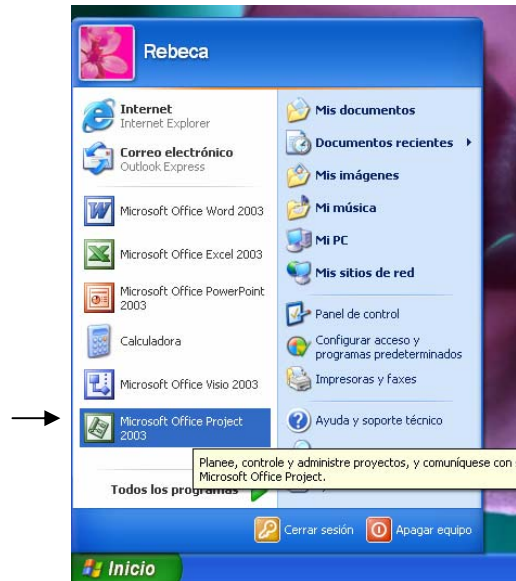 Rebeca
Internet
Internet Explorer
Correo electrónico
Outlook Express
Microsoft Office Word 2003
Microsoft Office Excel 2003
Microsoft Office PowerPoint
2003
Calculadora
Microsoft Office Visio 2003
Microsoft Office Project
2003
Todos los programas
Mis documentos
Documentos recientes
Mis imágenes
Mi música
Mi PC
Mis sitios de red
Panel de control
Configurar acceso y
programas predeterminados
Impresoras y faxes
Ayuda y soporte técnico
Planee, controle y administre proyectos, y comuníquese con
Microsoft Office Project.
Cerrar sesión
Apagar equipo
Inicio